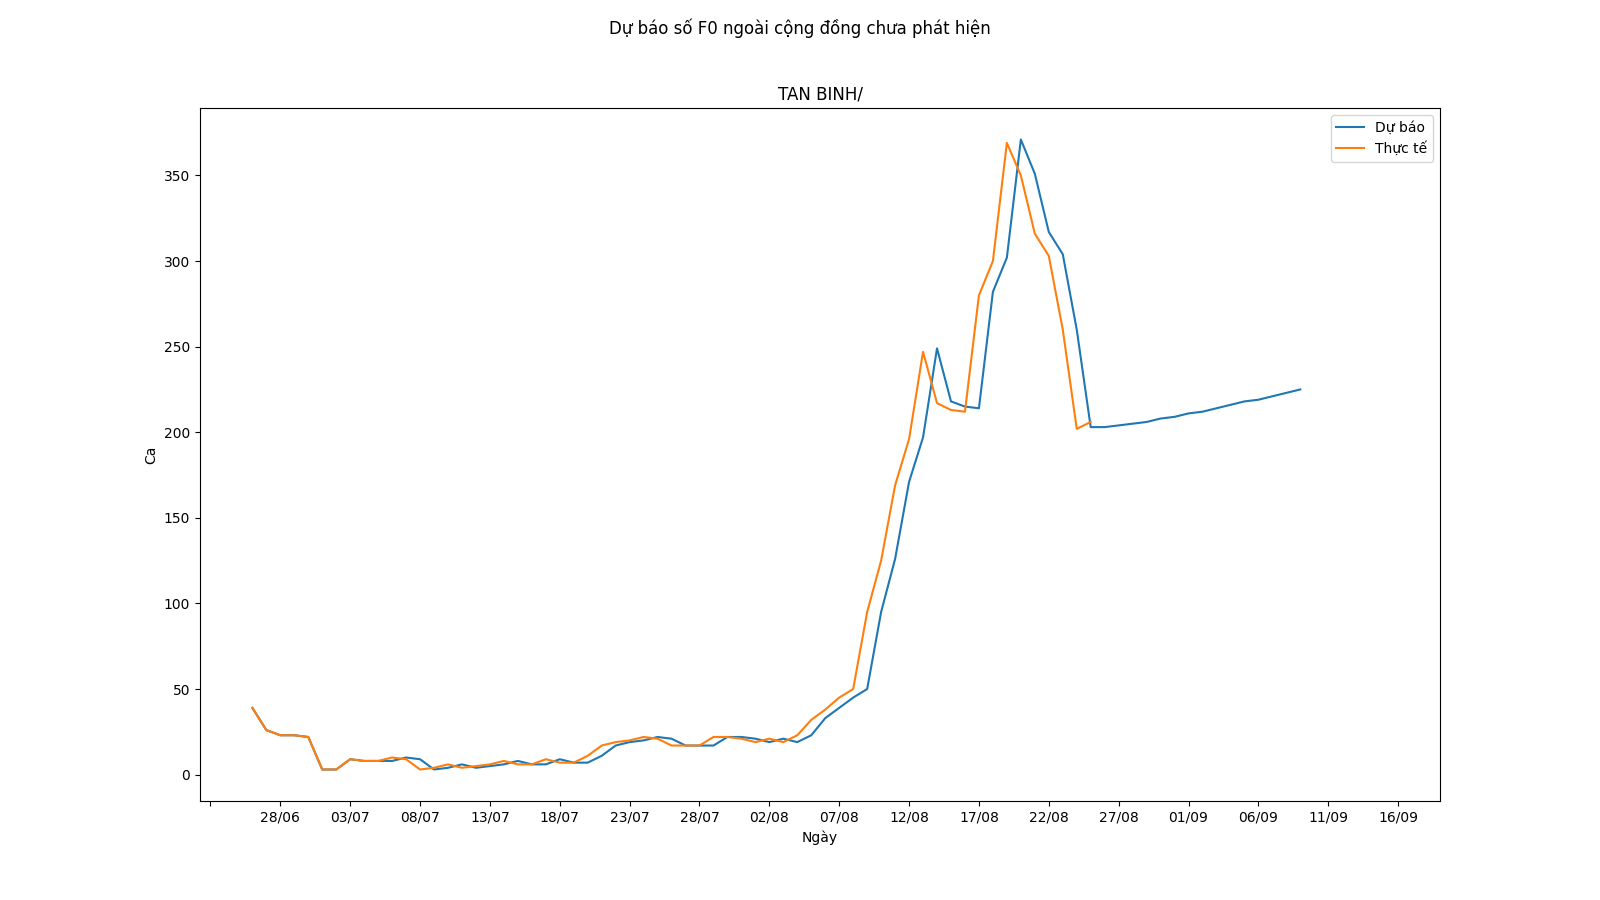 Dự báo số F0 ngoài cộng đồng chưa phát hiện
TAN BINH/
Dự báo
Thực tế
350
300
250
200
150
100
50
0
Ca
28/06 03/07 08/07 13/07 18/07 23/07 28/07 02/08 07/08 12/08 17/08 22/08 27/08 01/09 06/09 11/09 16/09
Ngày